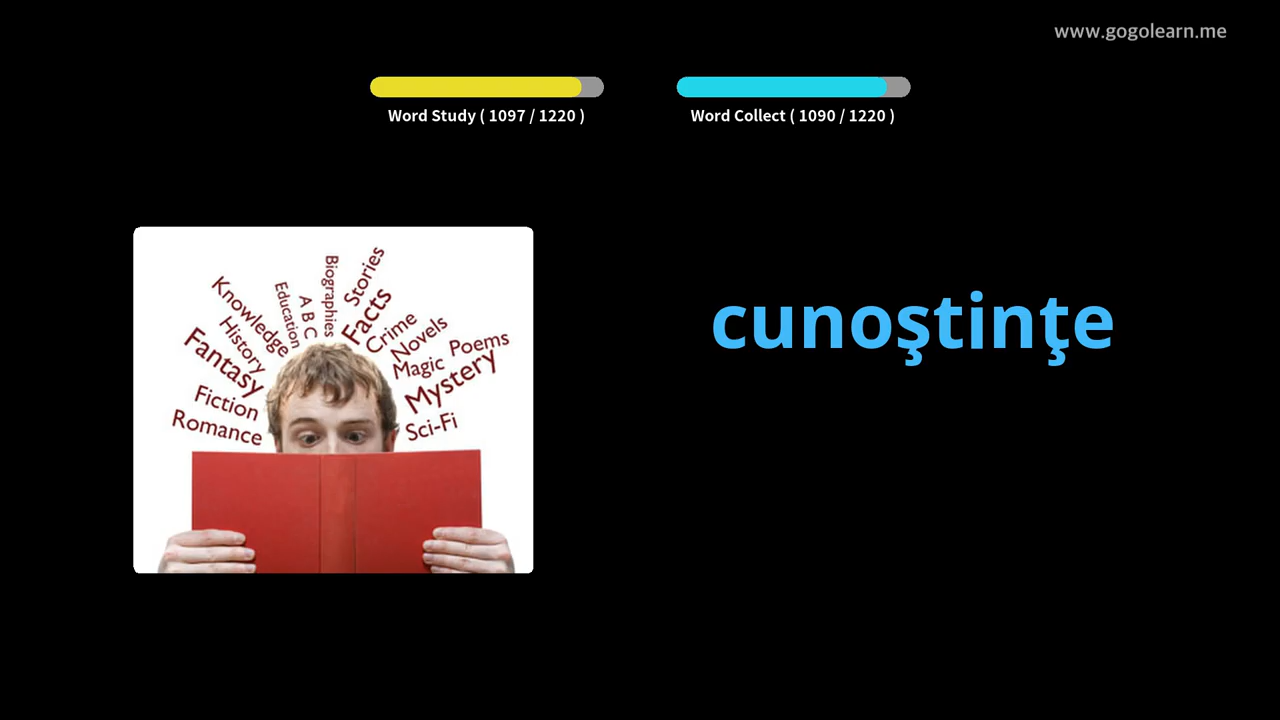 www.gogolearn.me
Word Study ( 1097 / 1220 )
Word Collect ( 1090 / 1220 )
Stories
Biographies
Facts
A B C
Education
Knowledge
Crime
Novels
History
Poems
Magic
Fantasy
Mystery
Fiction
Sci-Fi
Romance
cunoştinţe